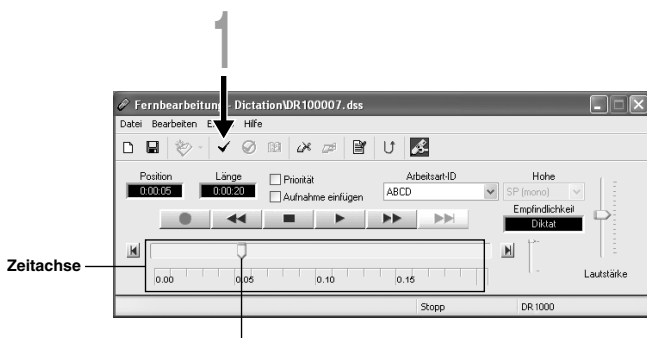 1
Fernbearbeitung - Dictation\DR100007.dss
Datei Bearbeiten Hilfe
Position Länge Priorität Arbeitsart-ID Hohe
0:00:05 0:00:20 Aufnahme einfügen ABCD SP (mono)
Empfindlichkeit
Diktat
Zeitachse
0.00 0.05 0.10 0.15
Lautstärke
Stopp DR1000